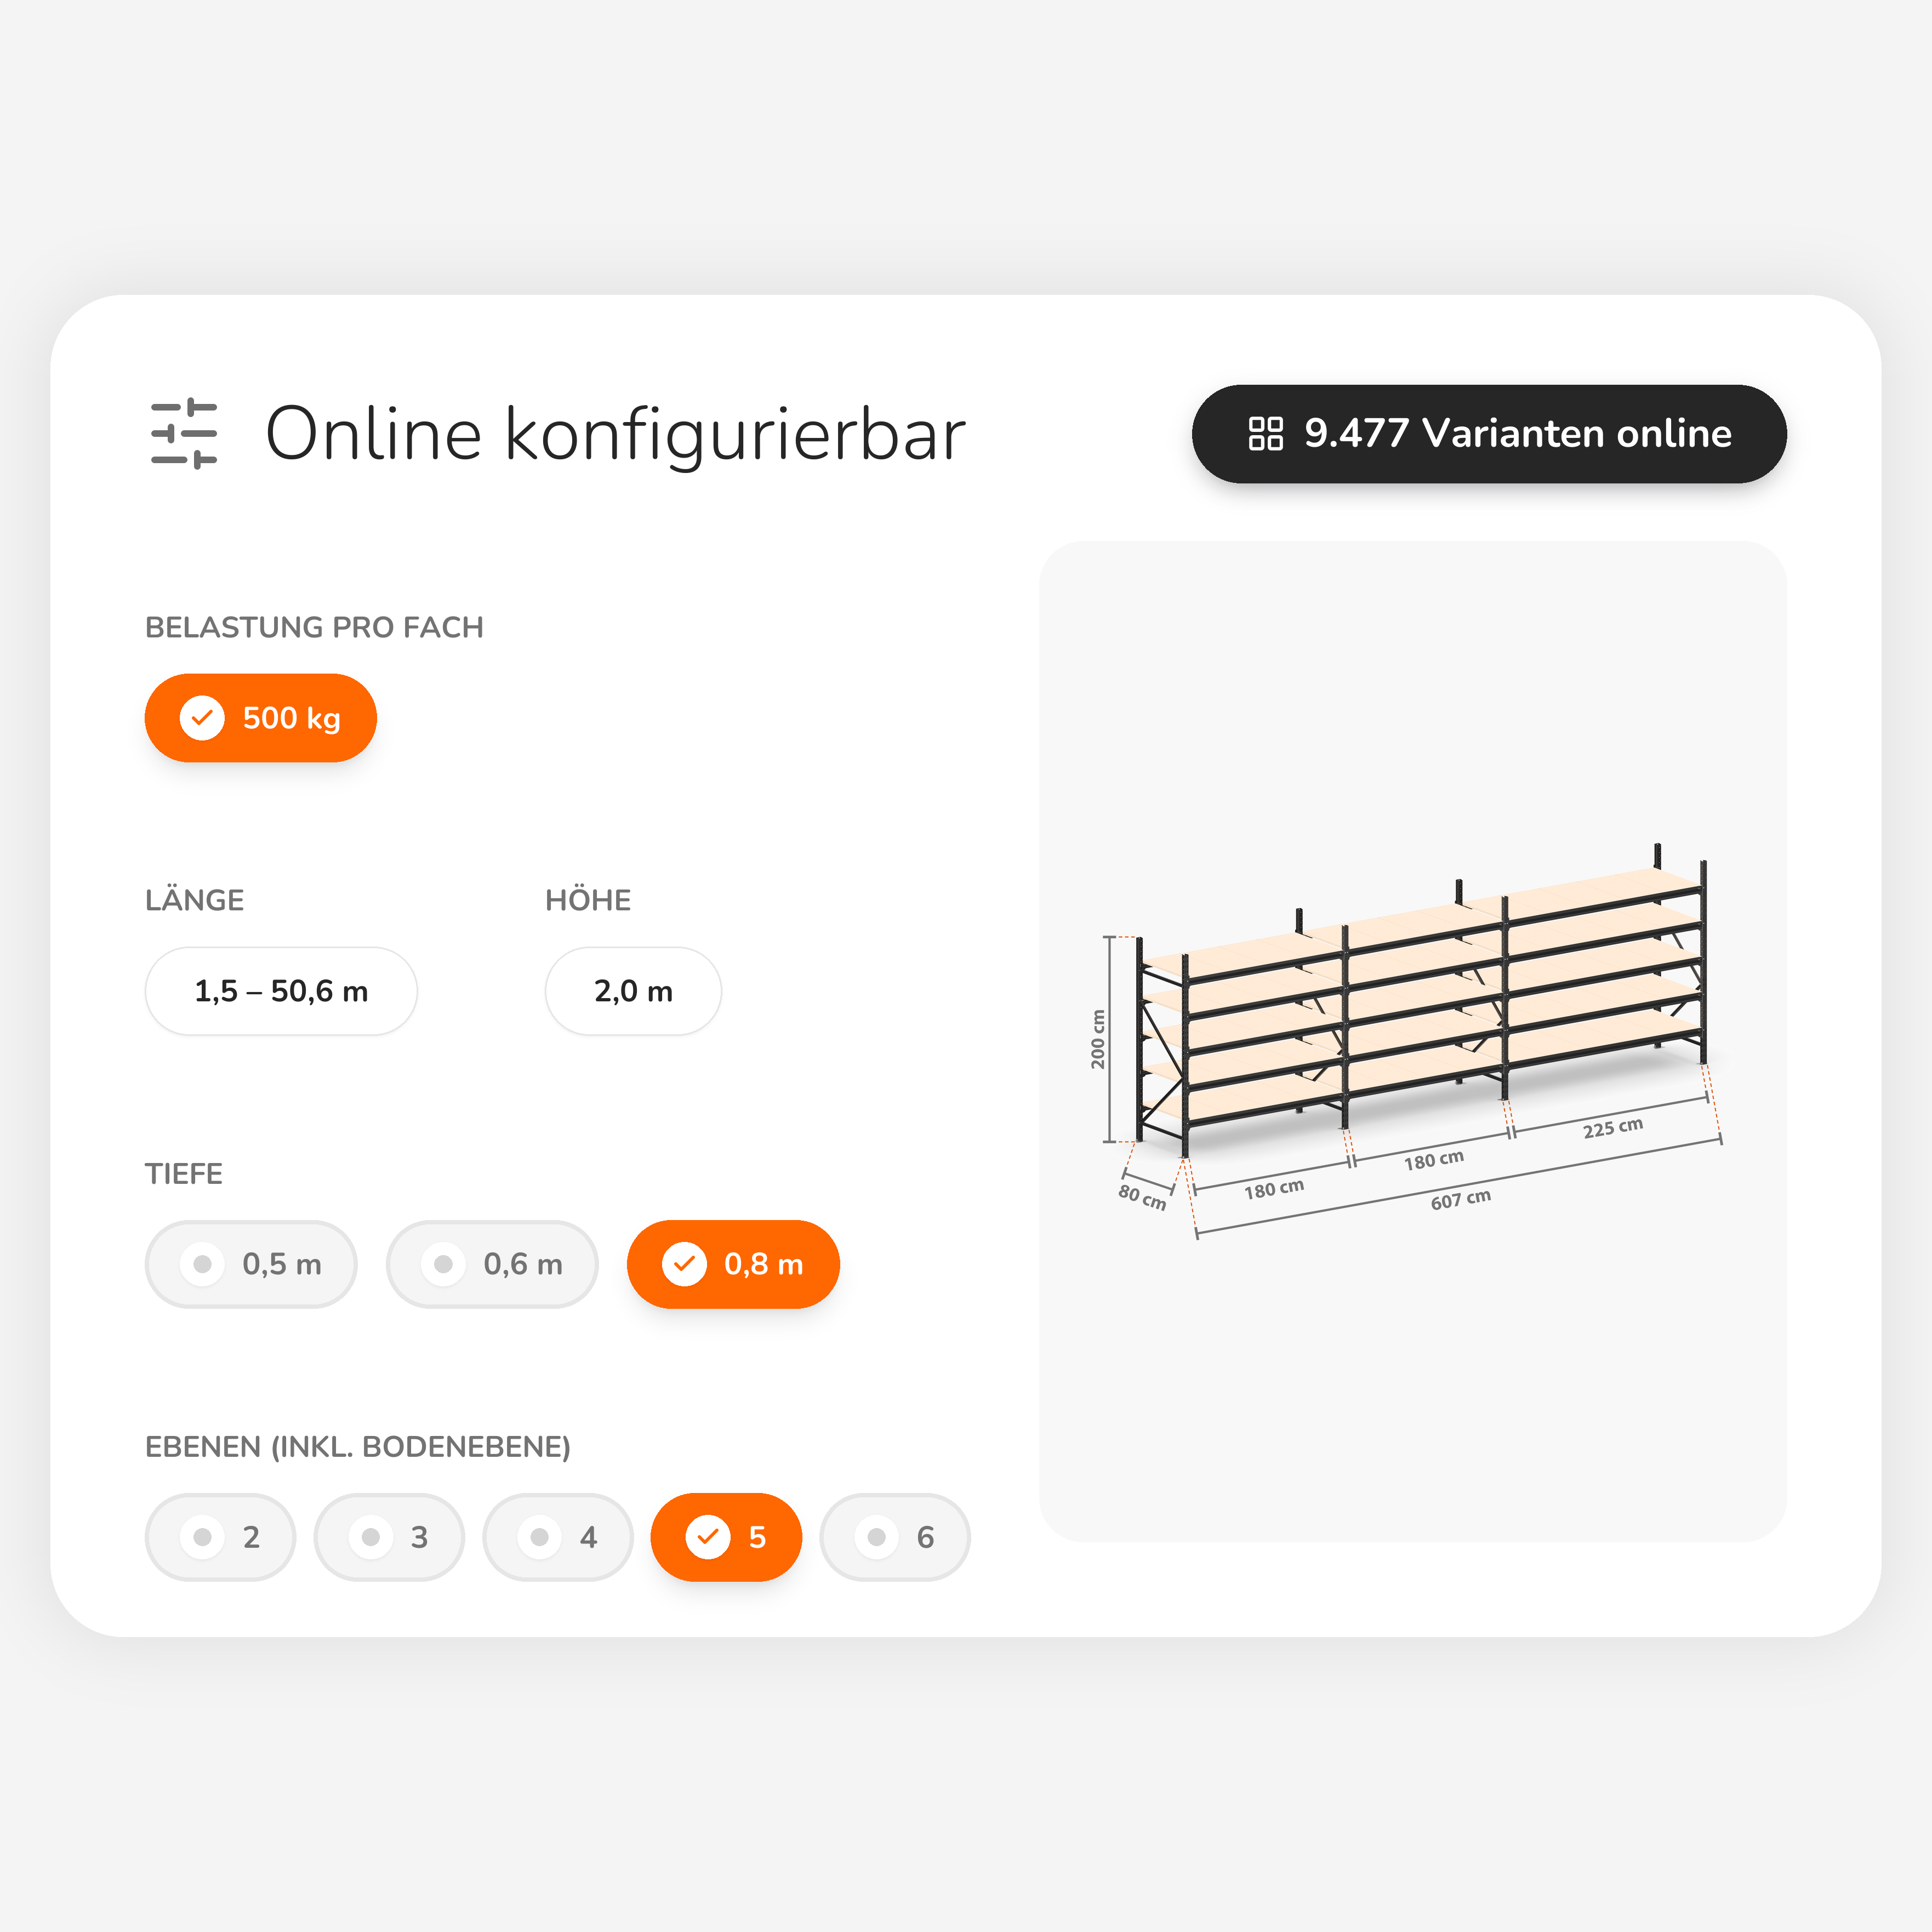 Online konfigurierbar
9.477 Varianten online
BELASTUNG PRO FACH
500 kg
LÄNGE
HÖHE
1,5 – 50,6 m
2,0 m
TIEFE
0,5 m
0,6 m
0,8 m
EBENEN (INKL. BODENEBENE)
2
3
4
5
6
200 cm
80 cm
180 cm
180 cm
225 cm
607 cm